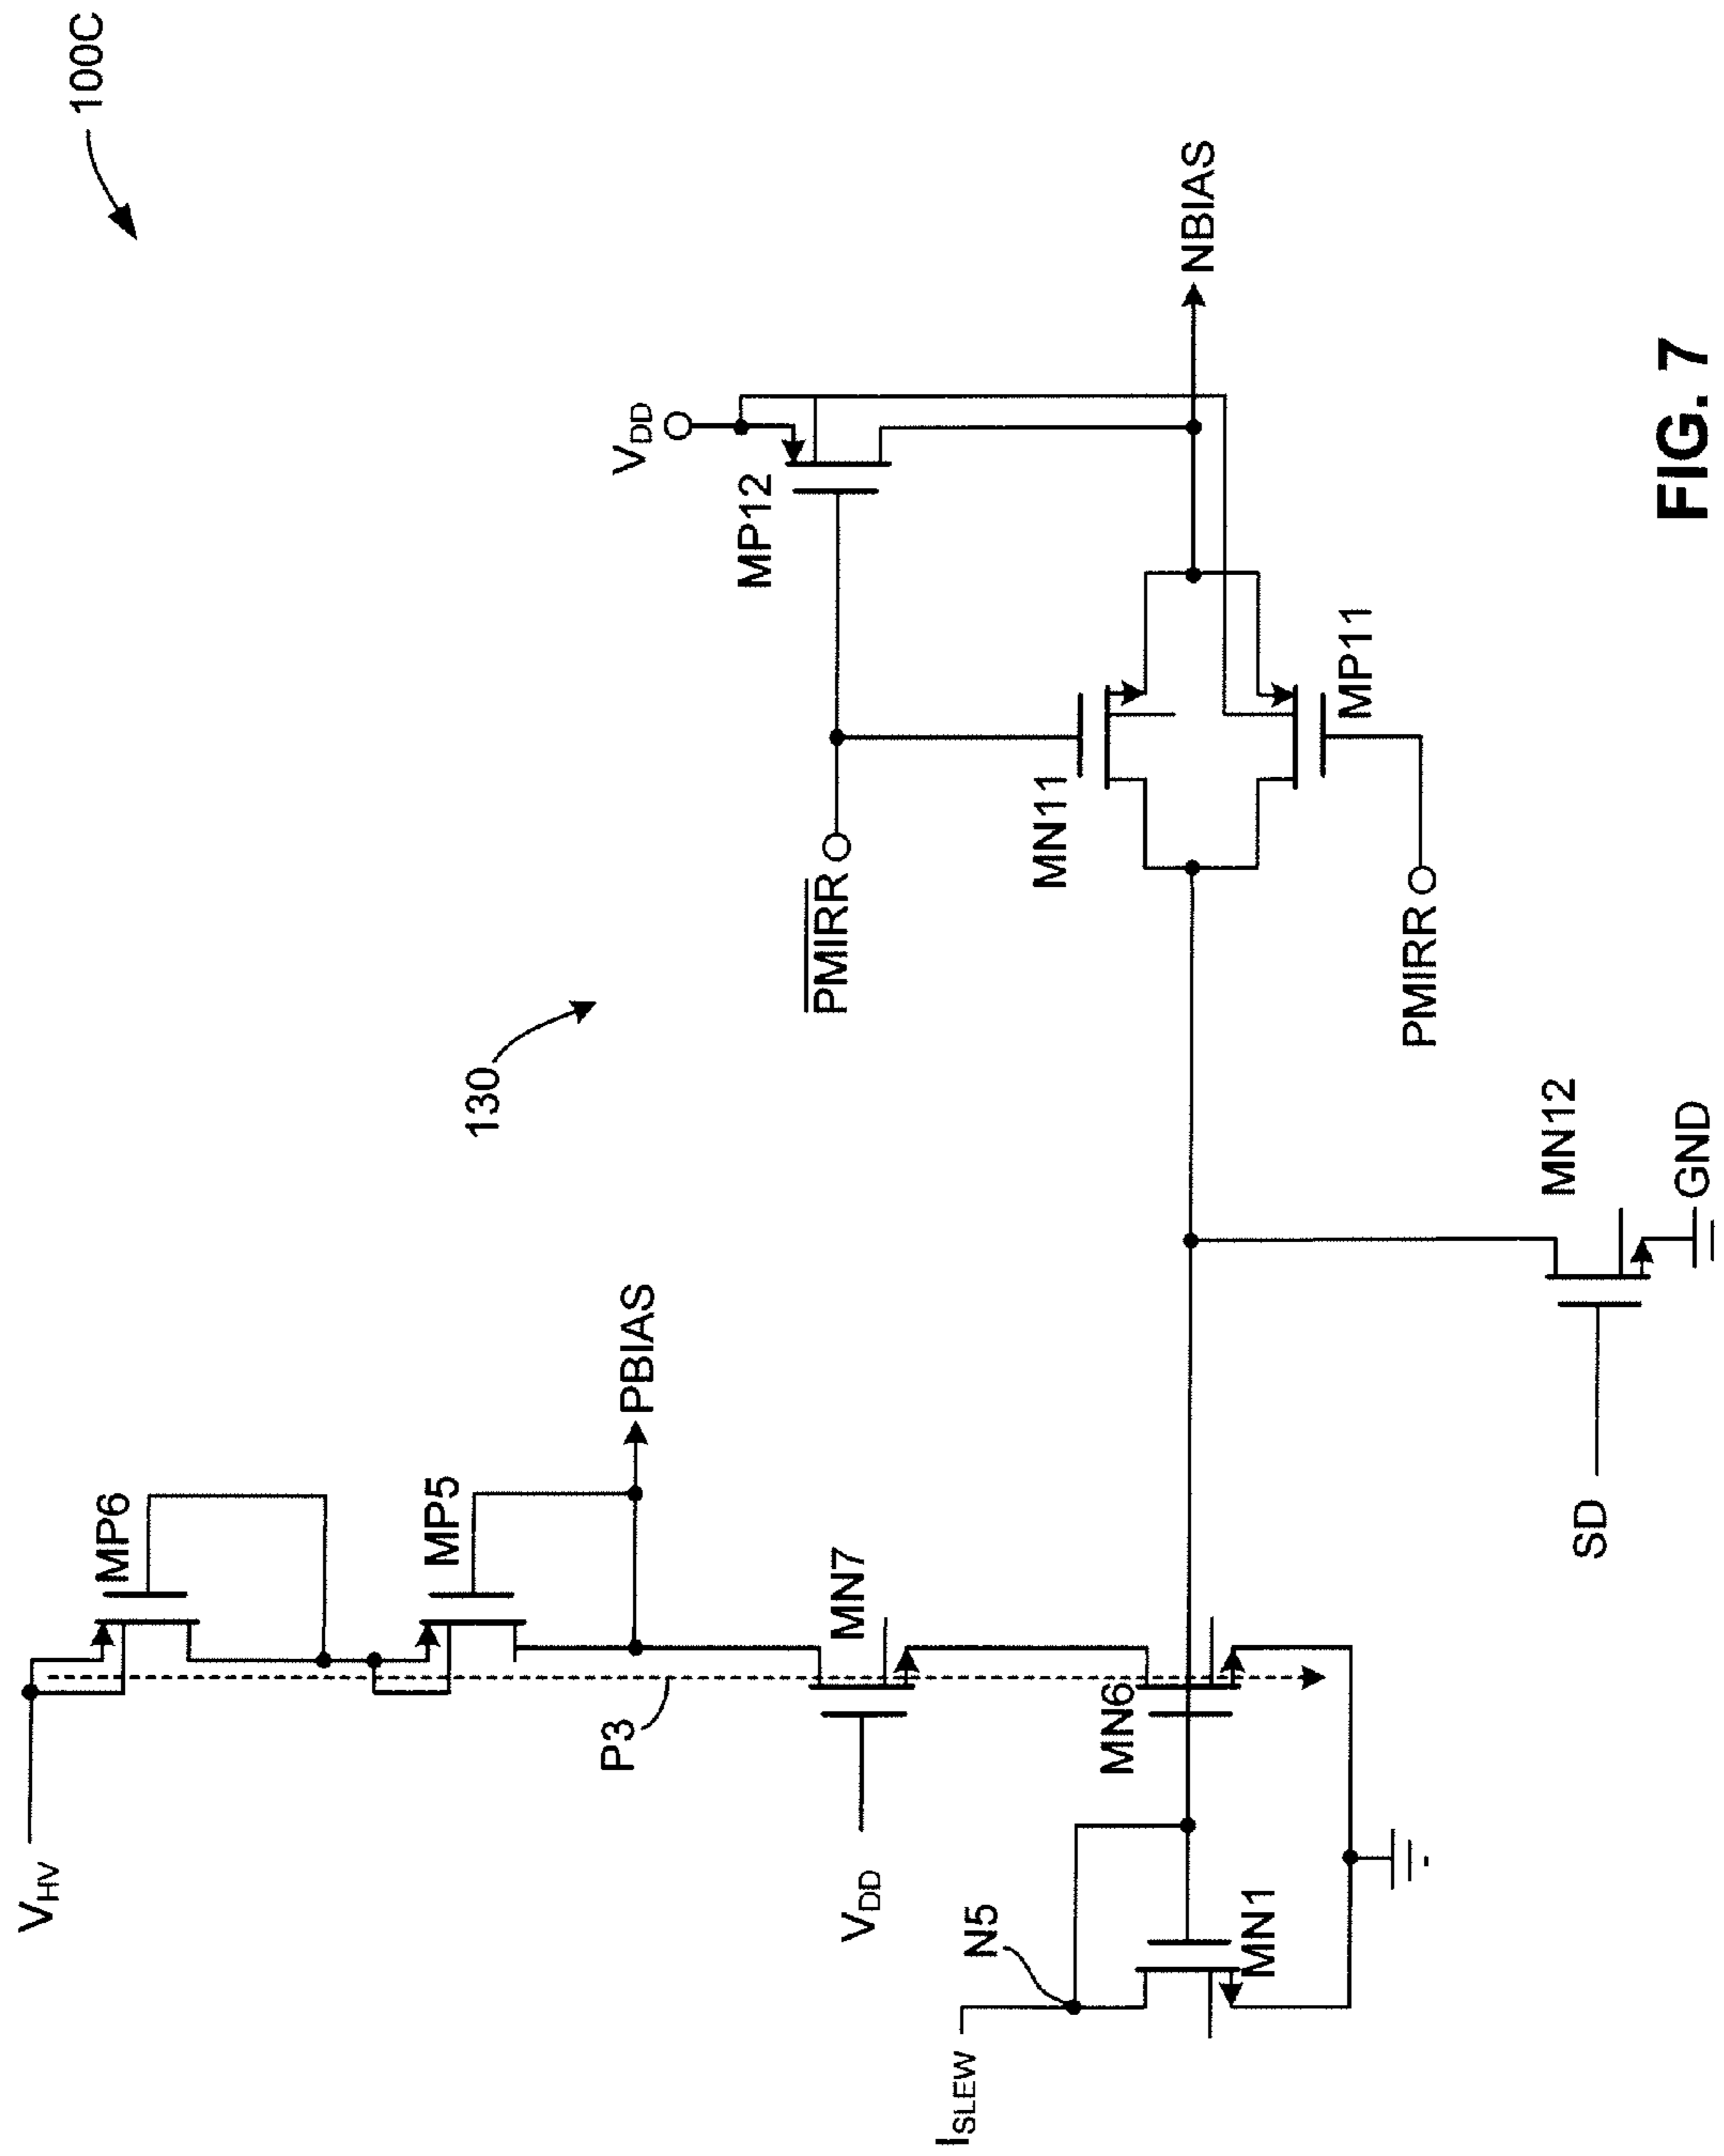 100C
V_HV
MP6
MP5
PBIAS
P3
130
V_DD
MP12
V_DD
MN7
P̅M̅I̅R̅R̅
N5
I_SLEW
MN6
MN1
MN11
NBIAS
MP11
PMIRR
SD
MN12
GND
FIG. 7